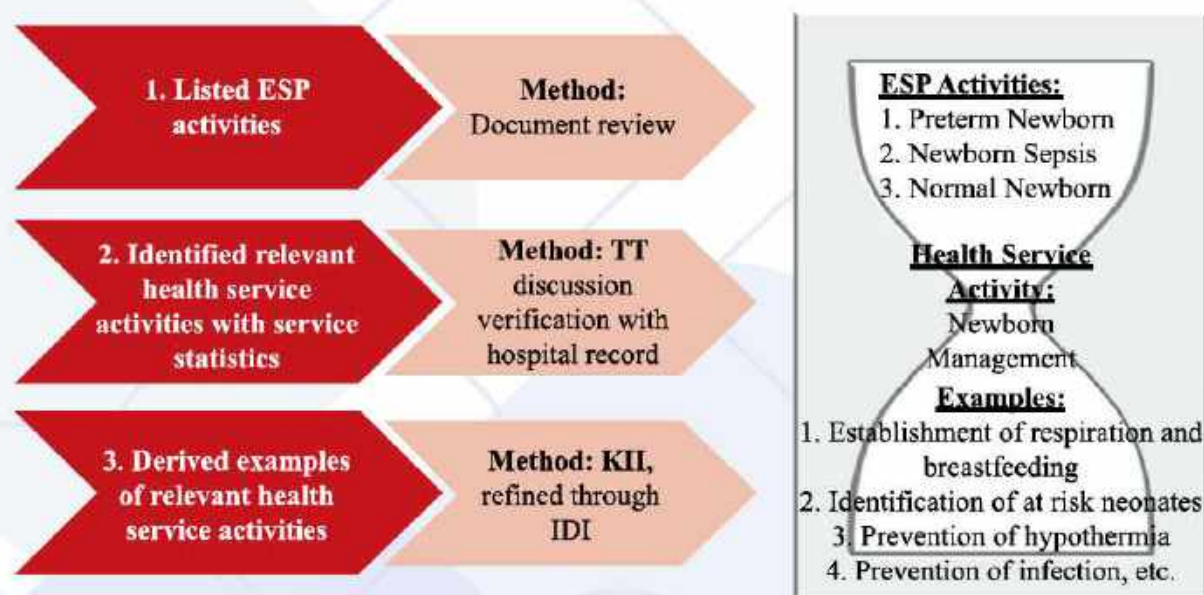 1. Listed ESP
activities
Method:
Document review
2. Identified relevant
health service
activities with service
statistics
Method: TT
discussion
verification with
hospital record
3. Derived examples
of relevant health
service activities
Method: KII,
refined through
IDI
ESP Activities:
1. Preterm Newborn
2. Newborn Sepsis
3. Normal Newborn
Health Service
Activity:
Newborn
Management
Examples:
1. Establishment of respiration and
breastfeeding
2. Identification of at risk neonates
3. Prevention of hypothermia
4. Prevention of infection, etc.